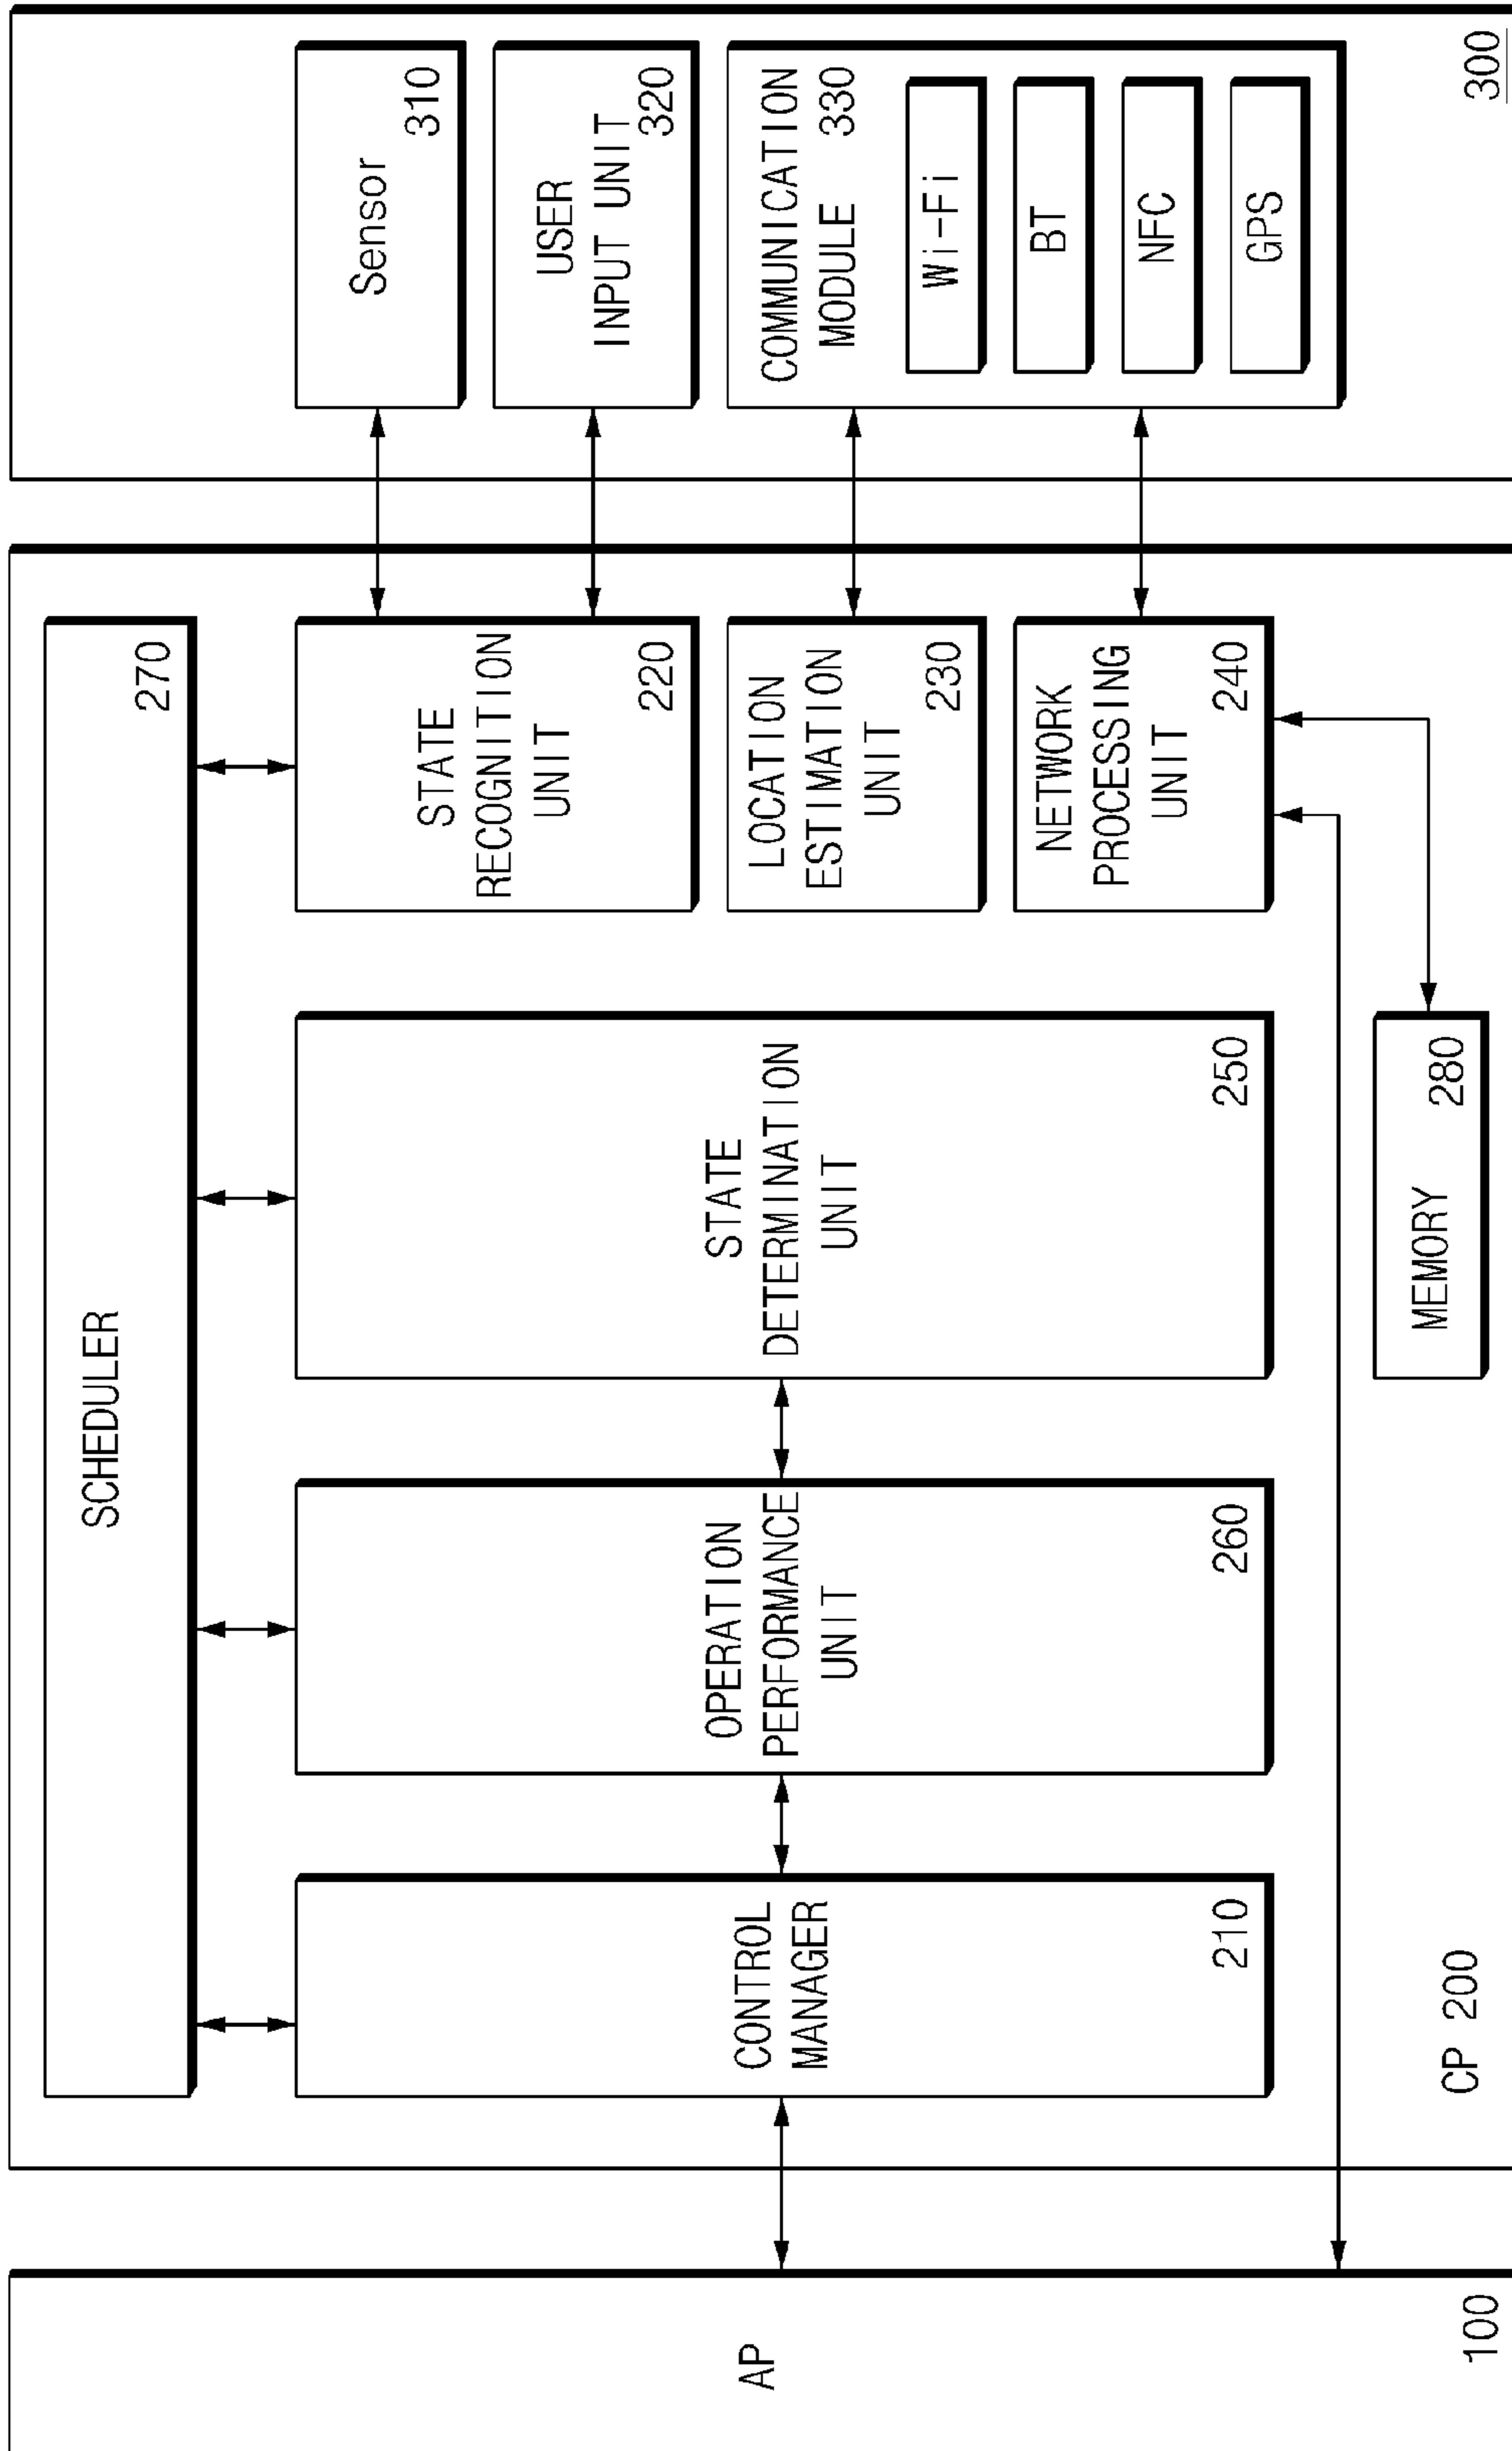 AP
100
SCHEDULER
270
CONTROL
MANAGER
210
OPERATION
PERFORMANCE
UNIT
260
STATE
DETERMINATION
UNIT
250
STATE
RECOGNITION
UNIT
220
LOCATION
ESTIMATION
UNIT
230
NETWORK
PROCESSING
UNIT
240
MEMORY
280
CP 200
Sensor
310
USER
INPUT UNIT
320
COMMUNICATION
MODULE 330
Wi-Fi
BT
NFC
GPS
300